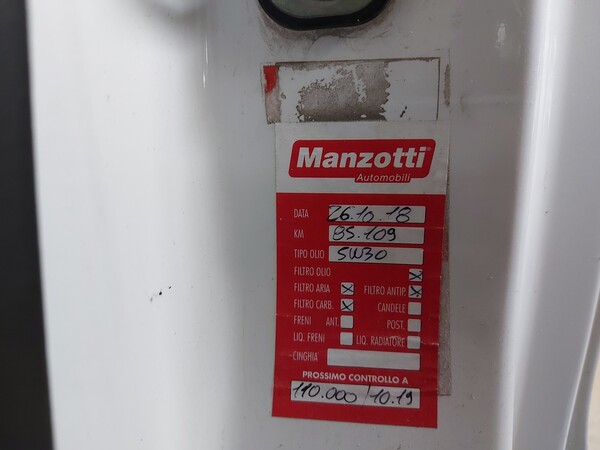 Manzotti
Automobili
DATA 26.10.18
KM 85.109
TIPO OLIO 5W30
FILTRO OLIO
FILTRO ARIA FILTRO ANTIP.
FILTRO CARB. CANDELE
FRENI ANT. POST.
LIQ. FRENI LIQ. RADIATORE
CINGHIA
PROSSIMO CONTROLLO A
110.000/10.19